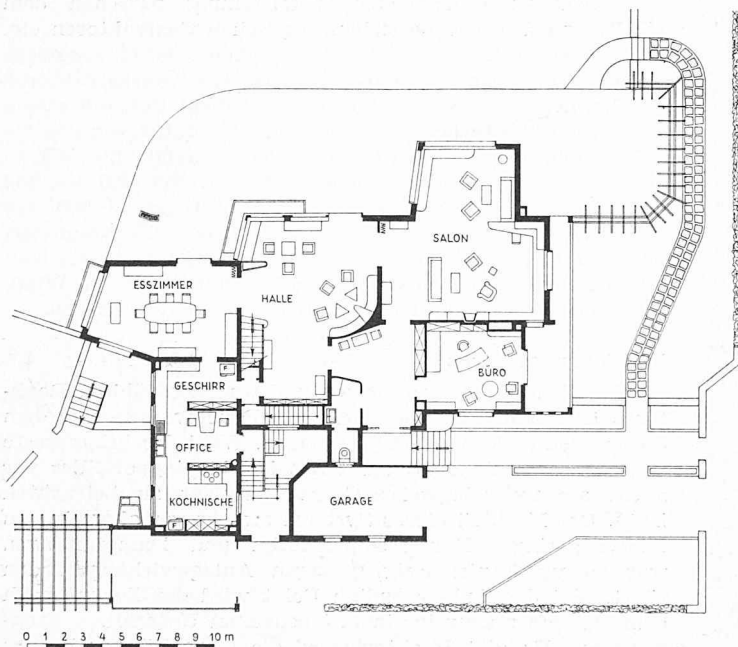 SALON
ESSZIMMER
HALLE
BÜRO
GESCHIRR
F
OFFICE
KOCHNISCHE
GARAGE
F
0 1 2 3 4 5 6 7 8 9 10 m